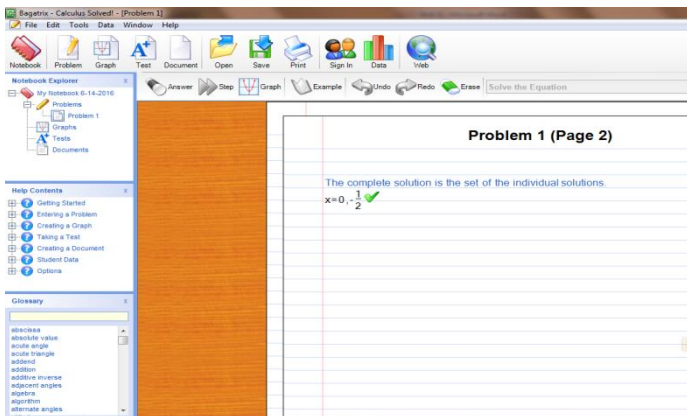 Bagatrix - Calculus Solved! - [Problem 1]
File Edit Tools Data Window Help
Notebook Problem Graph Test Document Open Save Print Sign In Data Web
Notebook Explorer x
My Notebook 6-14-2016
Problems
Problem 1
Graphs
Tests
Documents
Help Contents x
Getting Started
Entering a Problem
Creating a Graph
Taking a Test
Creating a Document
Student Data
Options
Glossary x
abscissa
absolute value
acute angle
acute triangle
addend
addition
additive inverse
adjacent angles
algebra
algorithm
alternate angles
Answer Step Graph Example Undo Redo Erase Solve the Equation
Problem 1 (Page 2)
The complete solution is the set of the individual solutions.
x=0,-1/2